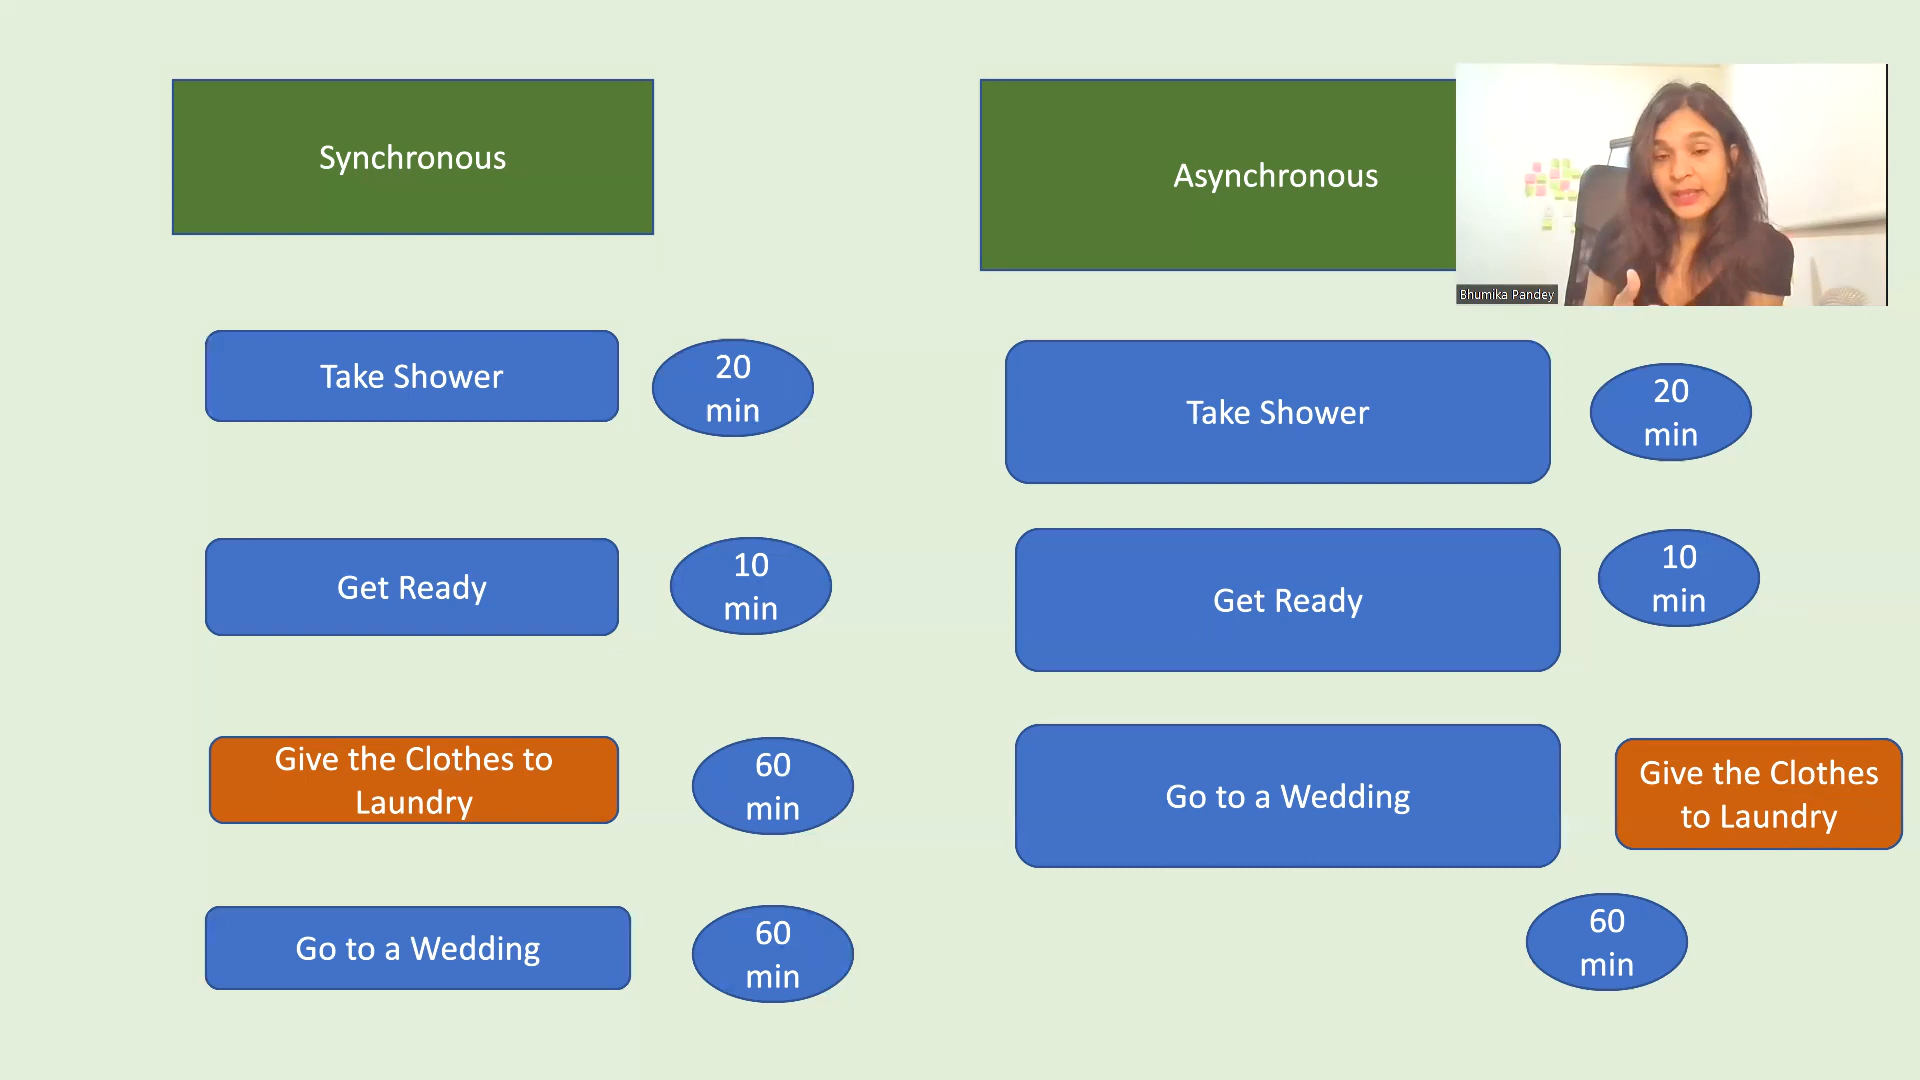 Synchronous
Asynchronous
Bhumika Pandey
Take Shower
20
min
Take Shower
20
min
Get Ready
10
min
Get Ready
10
min
Give the Clothes to
Laundry
60
min
Go to a Wedding
Give the Clothes
to Laundry
Go to a Wedding
60
min
60
min